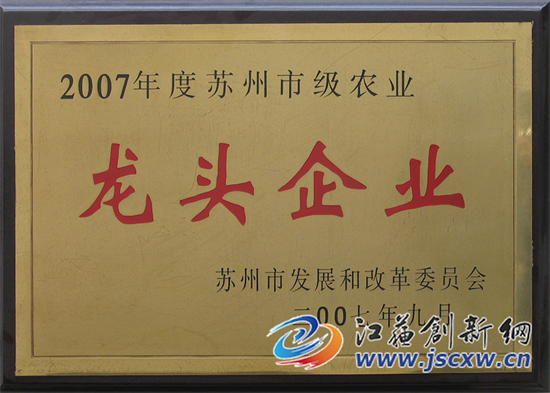 2007年度苏州市级农业
龙头企业
苏州市发展和改革委员会
二00七年九月
江苏创新网
www.jscxw.cn